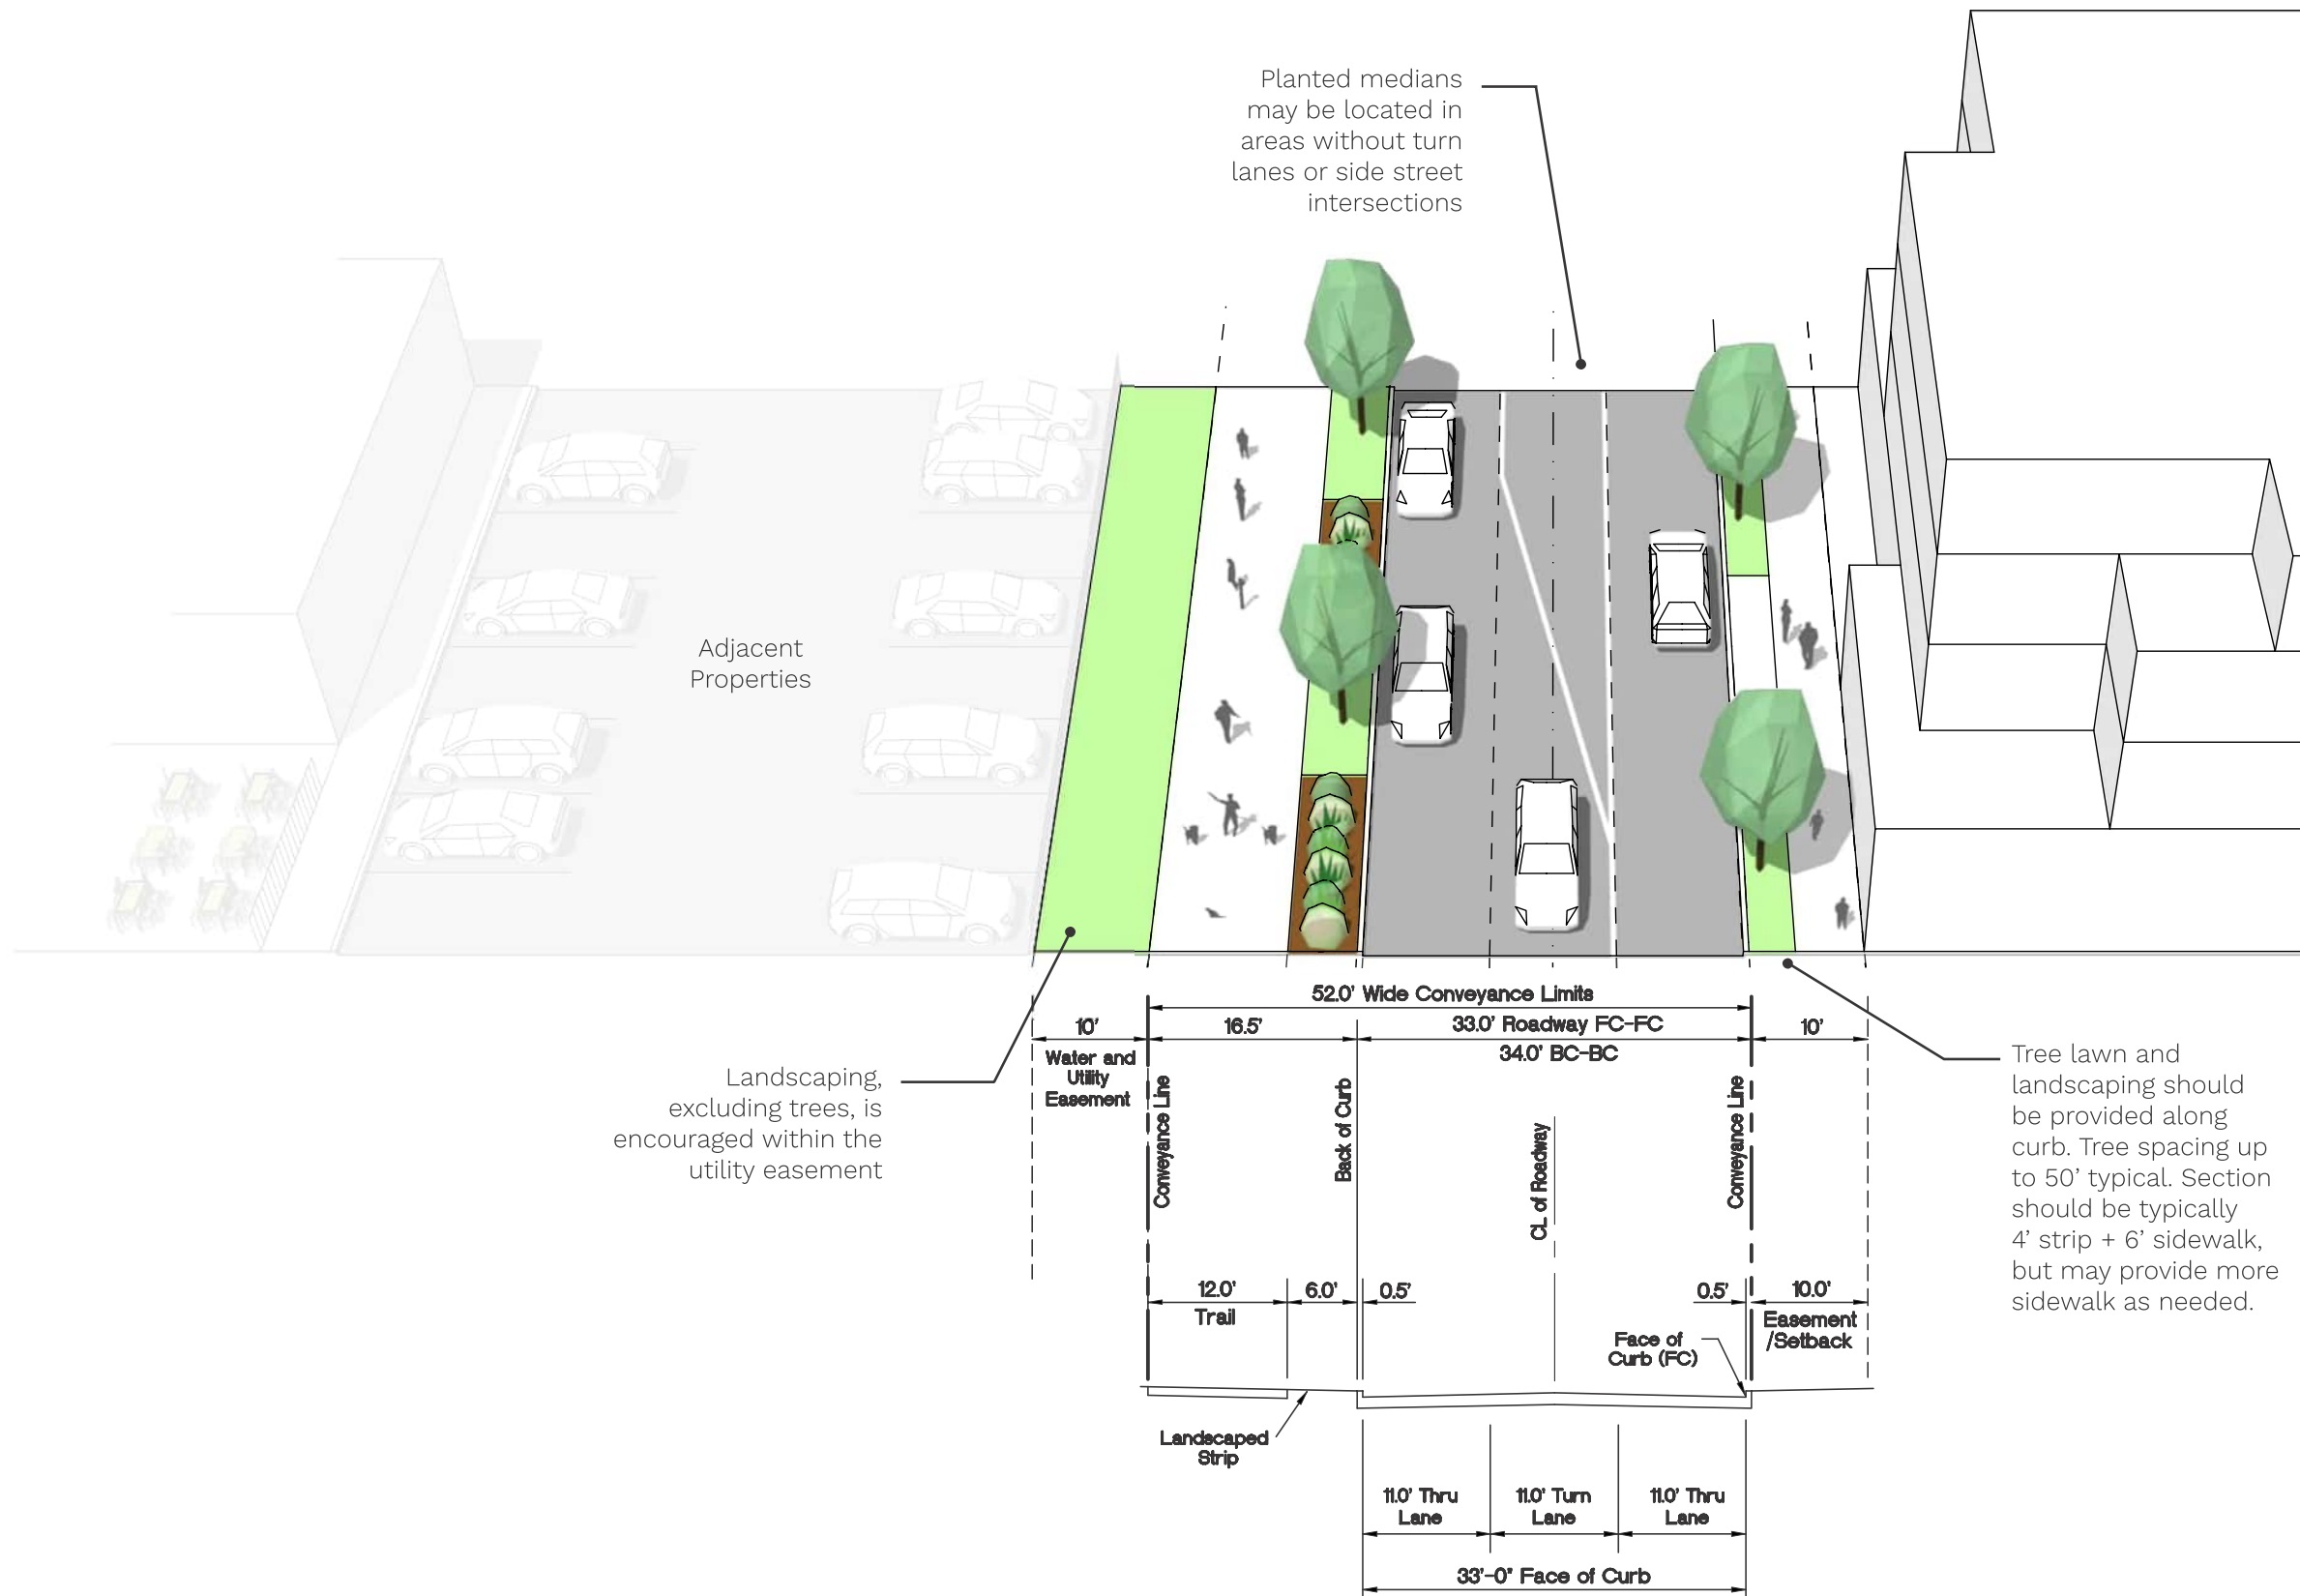 Planted medians
may be located in
areas without turn
lanes or side street
intersections
Adjacent
Properties
52.0' Wide Conveyance Limits
10'
16.5'
33.0' Roadway FC-FC
10'
34.0' BC-BC
Water and
Utility
Easement
Conveyance Line
Back of Curb
CL of Roadway
Conveyance Line
Landscaping,
excluding trees, is
encouraged within the
utility easement
Tree lawn and
landscaping should
be provided along
curb. Tree spacing up
to 50' typical. Section
should be typically
4' strip + 6' sidewalk,
but may provide more
sidewalk as needed.
12.0'
Trail
6.0'
0.5'
0.5'
10.0'
Easement
/Setback
Face of
Curb (FC)
Landscaped
Strip
11.0' Thru
Lane
11.0' Turn
Lane
11.0' Thru
Lane
33'-0" Face of Curb